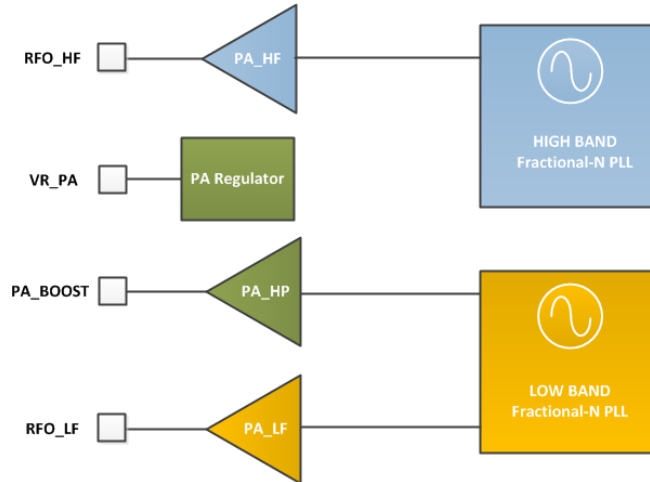 RFO_HF
PA_HF
HIGH BAND
Fractional-N PLL
VR_PA
PA Regulator
PA_BOOST
PA_HP
LOW BAND
Fractional-N PLL
RFO_LF
PA_LF